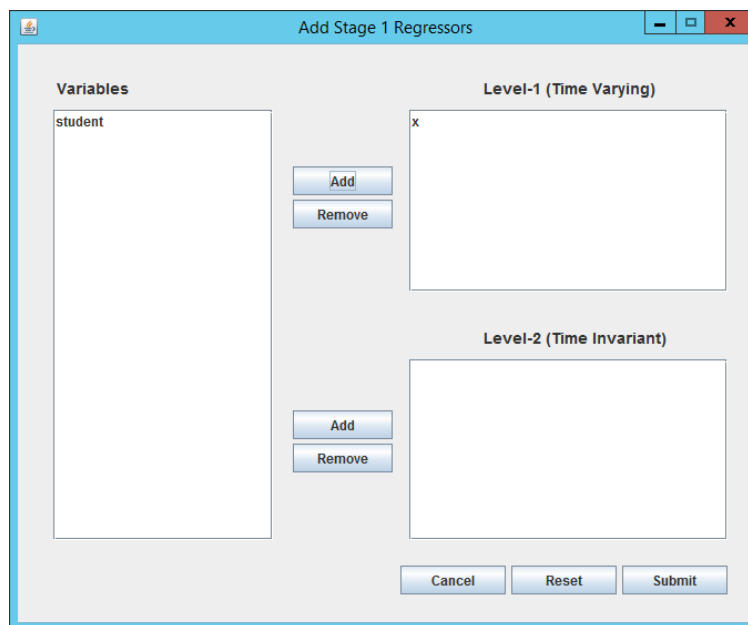 Add Stage 1 Regressors
Variables
student
Add
Remove
Level-1 (Time Varying)
x
Level-2 (Time Invariant)
Add
Remove
Cancel
Reset
Submit